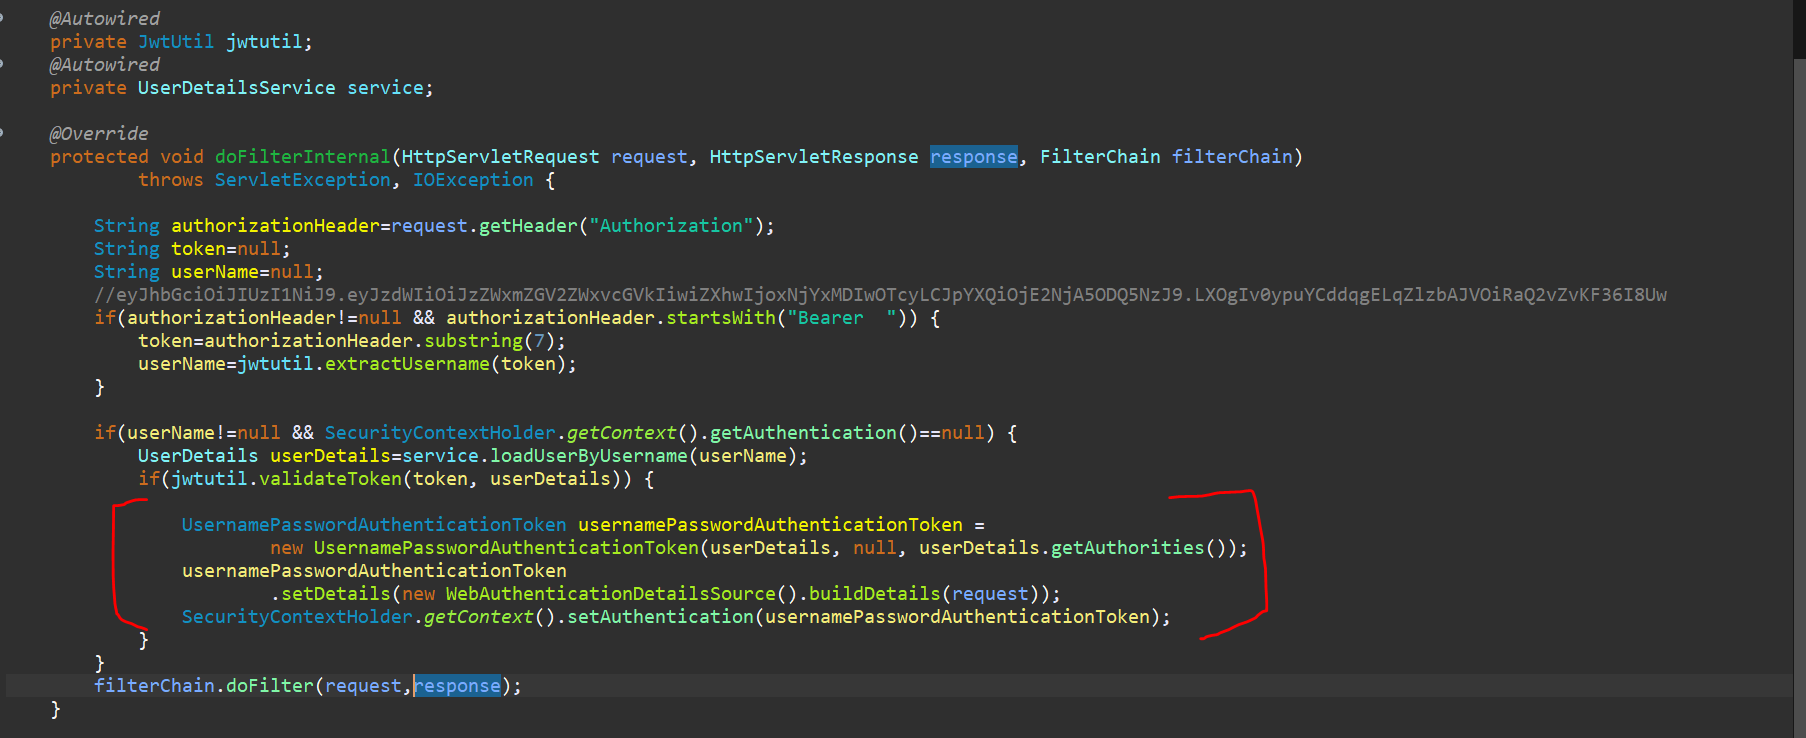 @Autowired
private JwtUtil jwtutil;
@Autowired
private UserDetailsService service;
@Override
protected void doFilterInternal(HttpServletRequest request, HttpServletResponse response, FilterChain filterChain)
throws ServletException, IOException {
String authorizationHeader=request.getHeader("Authorization");
String token=null;
String userName=null;
//eyJhbGciOiJIUzI1NiJ9.eyJzdWIiOiJzZWxmZGV2ZWxvcGVkIiwiZXhwIjoxNjYxMDIwOTcyLCJpYXQiOjE2NjA5ODQ5NzJ9.LXOgIv0ypuYCddqgELqZlzbAJVOiRaQ2vZvKF36I8Uw
if(authorizationHeader!=null && authorizationHeader.startsWith("Bearer  ")) {
token=authorizationHeader.substring(7);
userName=jwtutil.extractUsername(token);
}
if(userName!=null && SecurityContextHolder.getContext().getAuthentication()==null) {
UserDetails userDetails=service.loadUserByUsername(userName);
if(jwtutil.validateToken(token, userDetails)) {
UsernamePasswordAuthenticationToken usernamePasswordAuthenticationToken =
new UsernamePasswordAuthenticationToken(userDetails, null, userDetails.getAuthorities());
usernamePasswordAuthenticationToken
.setDetails(new WebAuthenticationDetailsSource().buildDetails(request));
SecurityContextHolder.getContext().setAuthentication(usernamePasswordAuthenticationToken);
}
}
filterChain.doFilter(request,response);
}